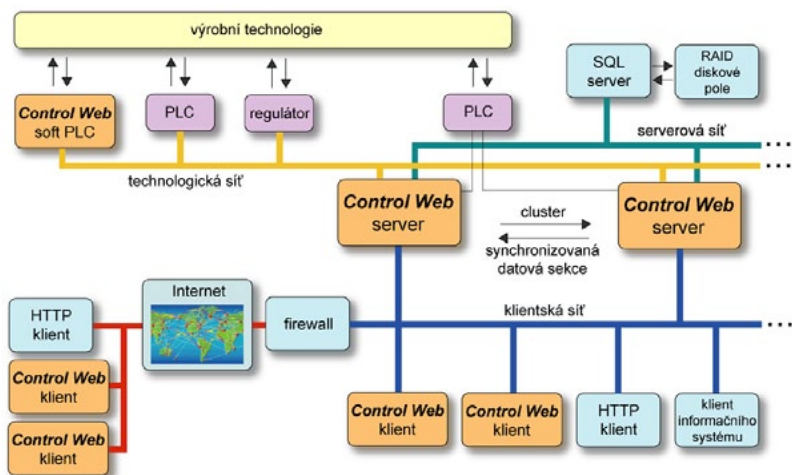 výrobní technologie
SQL
server
RAID
diskové
pole
Control Web
soft PLC
PLC
regulátor
PLC
serverová síť
technologická síť
Control Web
server
cluster
synchronizovaná
datová sekce
Control Web
server
HTTP
klient
Internet
firewall
klientská síť
Control Web
klient
Control Web
klient
Control Web
klient
Control Web
klient
HTTP
klient
klient
informačního
systému